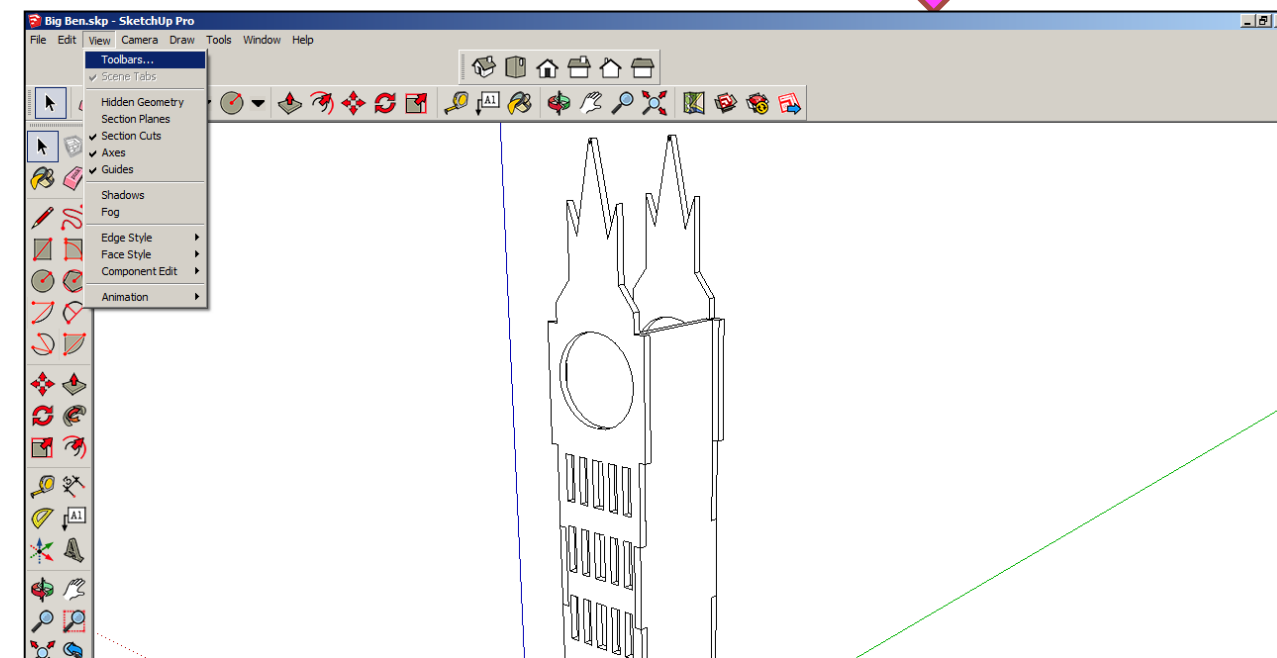 Big Ben.skp - SketchUp Pro
File Edit View Camera Draw Tools Window Help
Toolbars...
Scene Tabs
Hidden Geometry
Section Planes
Section Cuts
Axes
Guides
Shadows
Fog
Edge Style
Face Style
Component Edit
Animation
A1
A1